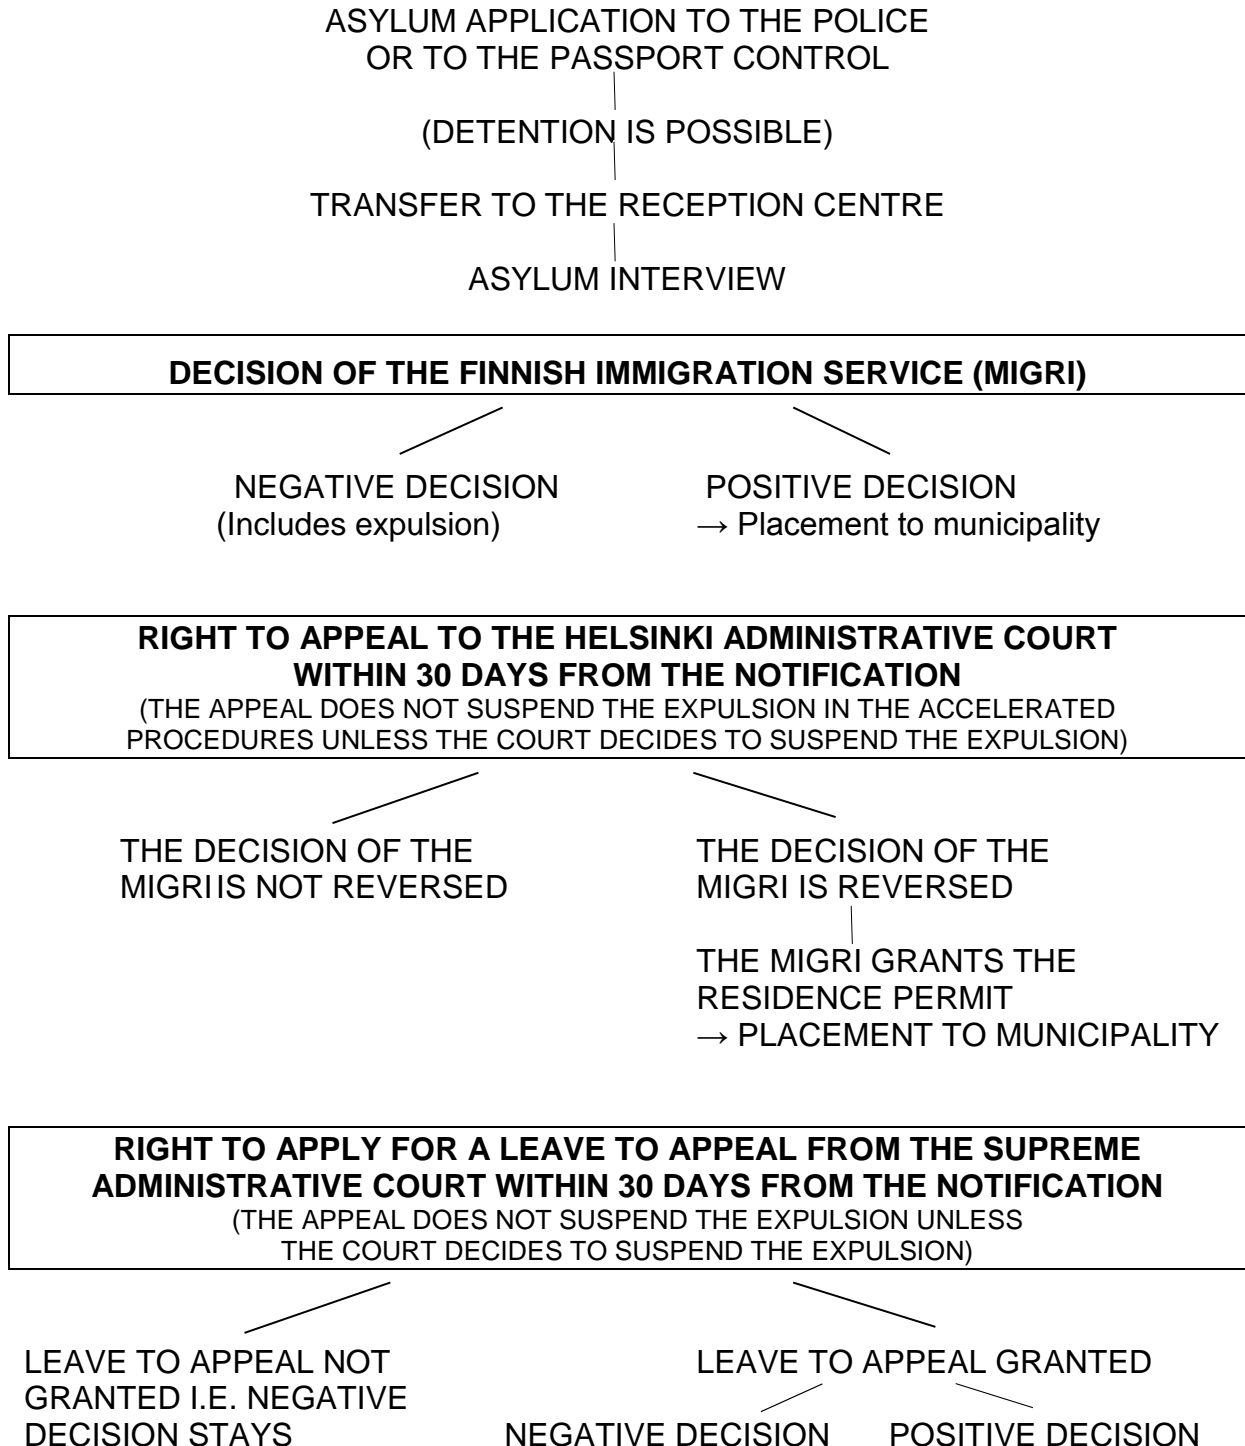 ASYLUM APPLICATION TO THE POLICE
OR TO THE PASSPORT CONTROL
(DETENTION IS POSSIBLE)
TRANSFER TO THE RECEPTION CENTRE
ASYLUM INTERVIEW
DECISION OF THE FINNISH IMMIGRATION SERVICE (MIGRI)
NEGATIVE DECISION
(Includes expulsion)
POSITIVE DECISION
→ Placement to municipality
RIGHT TO APPEAL TO THE HELSINKI ADMINISTRATIVE COURT
WITHIN 30 DAYS FROM THE NOTIFICATION
(THE APPEAL DOES NOT SUSPEND THE EXPULSION IN THE ACCELERATED
PROCEDURES UNLESS THE COURT DECIDES TO SUSPEND THE EXPULSION)
THE DECISION OF THE
MIGRI IS NOT REVERSED
THE DECISION OF THE
MIGRI IS REVERSED
THE MIGRI GRANTS THE
RESIDENCE PERMIT
→ PLACEMENT TO MUNICIPALITY
RIGHT TO APPLY FOR A LEAVE TO APPEAL FROM THE SUPREME
ADMINISTRATIVE COURT WITHIN 30 DAYS FROM THE NOTIFICATION
(THE APPEAL DOES NOT SUSPEND THE EXPULSION UNLESS
THE COURT DECIDES TO SUSPEND THE EXPULSION)
LEAVE TO APPEAL NOT
GRANTED I.E. NEGATIVE
DECISION STAYS
LEAVE TO APPEAL GRANTED
NEGATIVE DECISION
POSITIVE DECISION